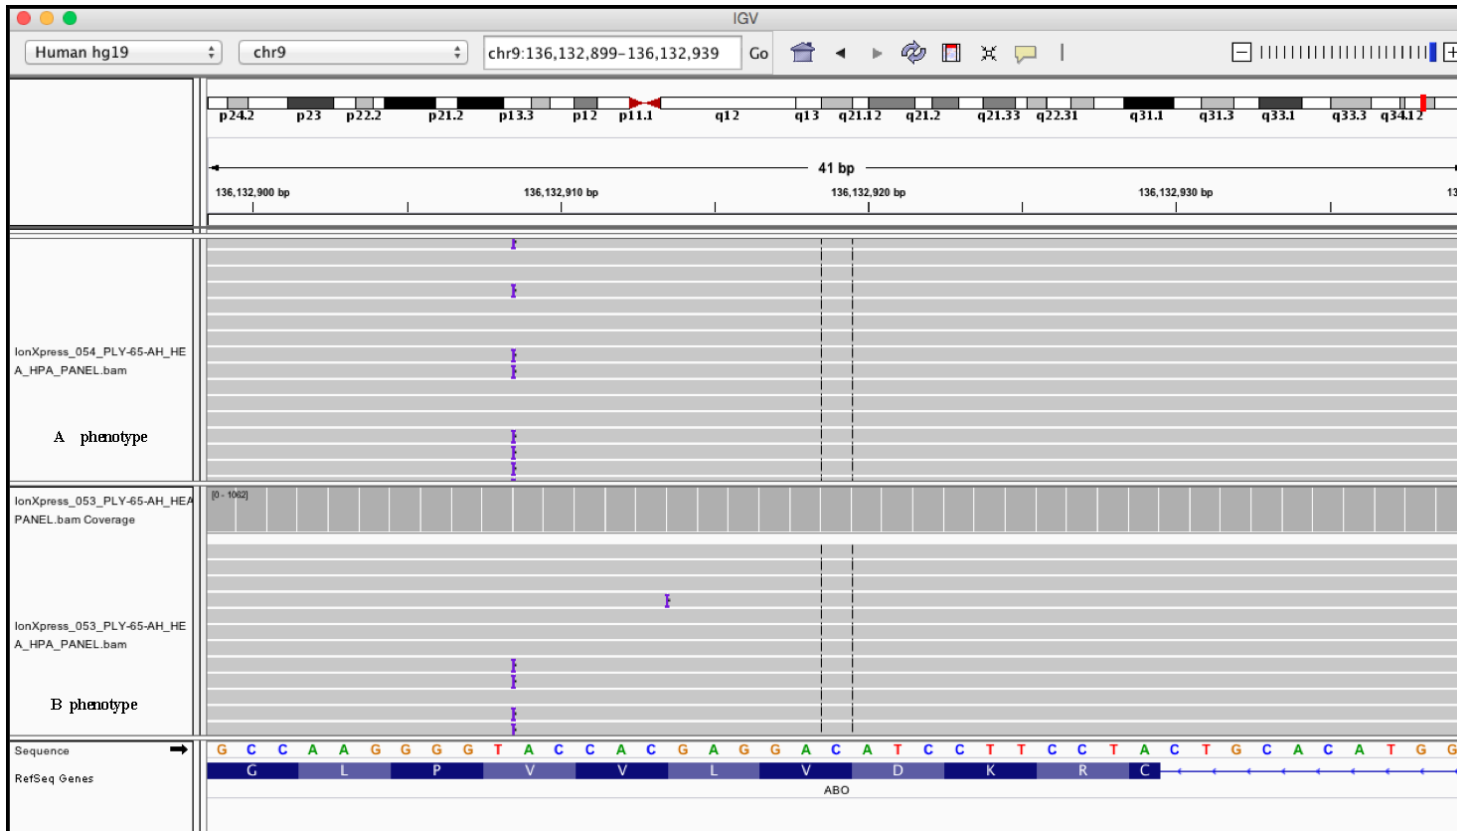 IGV
Human hg19 chr9 chr9:136,132,899-136,132,939 Go
p24.2 p23 p22.2 p21.2 p13.3 p12 p11.1 q12 q13 q21.12 q21.2 q21.33 q22.31 q31.1 q31.3 q33.1 q33.3 q34.12
41 bp
136,132,900 bp 136,132,910 bp 136,132,920 bp 136,132,930 bp 13
IonXpress_054_PLY-65-AH_HE
A_HPA_PANEL.bam
A phenotype
IonXpress_053_PLY-65-AH_HEA
PANEL.bam Coverage
[0 - 1062]
IonXpress_053_PLY-65-AH_HE
A_HPA_PANEL.bam
B phenotype
Sequence G C C A A G G G G T A C C A C G A G G A C A T C C T T C C T A C T G C A C A T G G
RefSeq Genes G L P V V L V D K R C
ABO